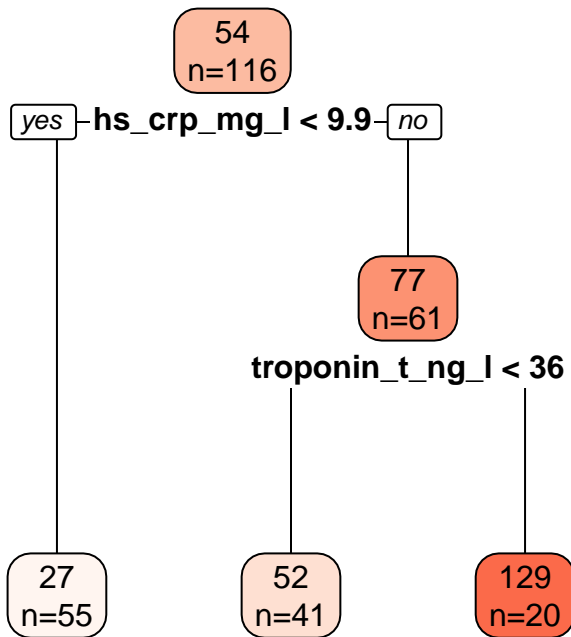 54
n=116
yes hs_crp_mg_l < 9.9 no
77
n=61
troponin_t_ng_l < 36
27
n=55
52
n=41
129
n=20